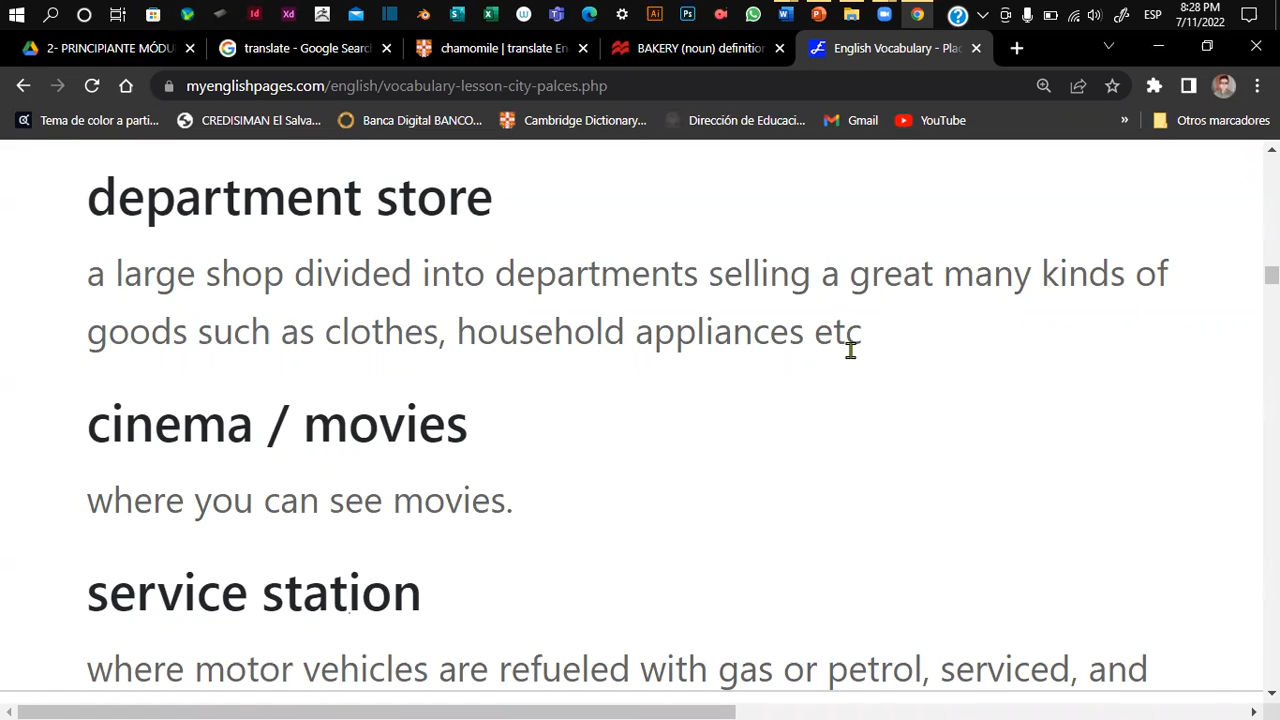 ESP
8:28 PM
7/11/2022
2- PRINCIPIANTE MÓDU
translate - Google Searc
chamomile | translate En
BAKERY (noun) definition
English Vocabulary - Plac
myenglishpages.com/english/vocabulary-lesson-city-palces.php
Tema de color a parti...
CREDISIMAN El Salva...
Banca Digital BANCO...
Cambridge Dictionary...
Dirección de Educaci...
Gmail
YouTube
»
Otros marcadores
department store
a large shop divided into departments selling a great many kinds of
goods such as clothes, household appliances etc
cinema / movies
where you can see movies.
service station
where motor vehicles are refueled with gas or petrol, serviced, and